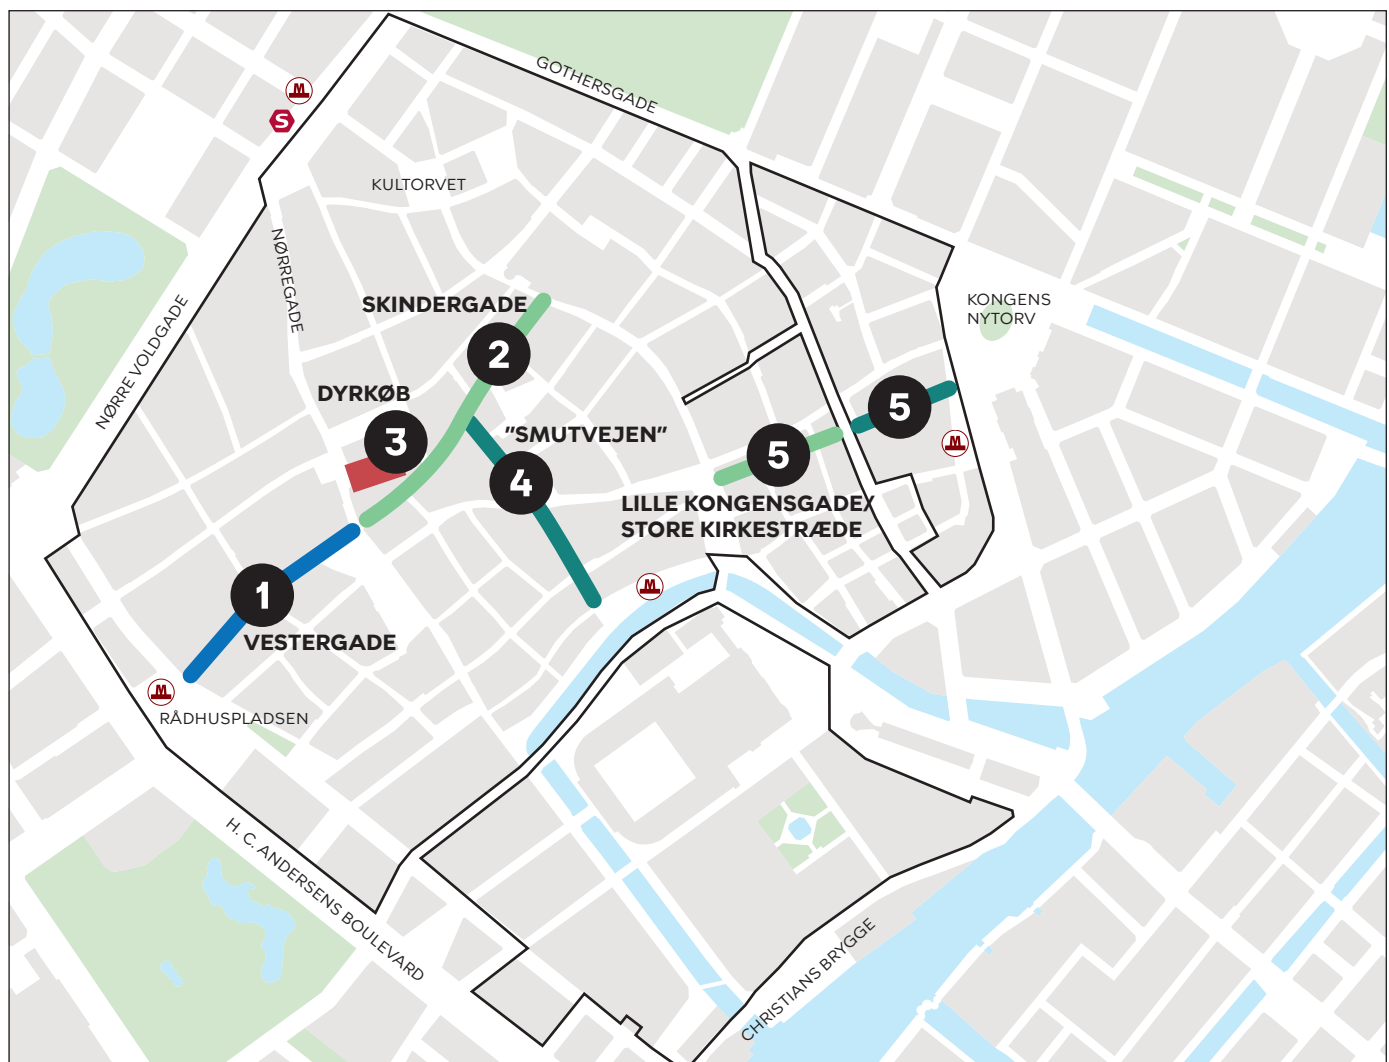 GOTHERSGADE
M
S
KULTORVET
NØRREGADE
KONGENS
NYTORV
SKINDERGADE
2
NØRRE VOLDGADE
DYRKØB
3
5
"SMUTVEJEN"
M
5
4
LILLE KONGENSGADE/
STORE KIRKESTRÆDE
1
M
VESTERGADE
M
RÅDHUSPLADSEN
H. C. ANDERSENS BOULEVARD
CHRISTIANS BRYGGE